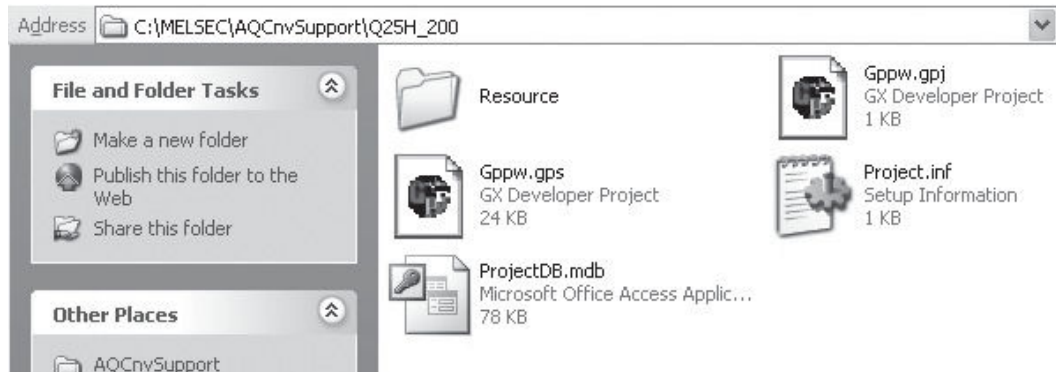 Address C:\MELSEC\AQCnvSupport\Q25H_200
File and Folder Tasks
Make a new folder
Publish this folder to the
Web
Share this folder
Other Places
AQCnvSupport
Resource
Gppw.gpj
GX Developer Project
1 KB
Gppw.gps
GX Developer Project
24 KB
Project.inf
Setup Information
1 KB
ProjectDB.mdb
Microsoft Office Access Applic...
78 KB